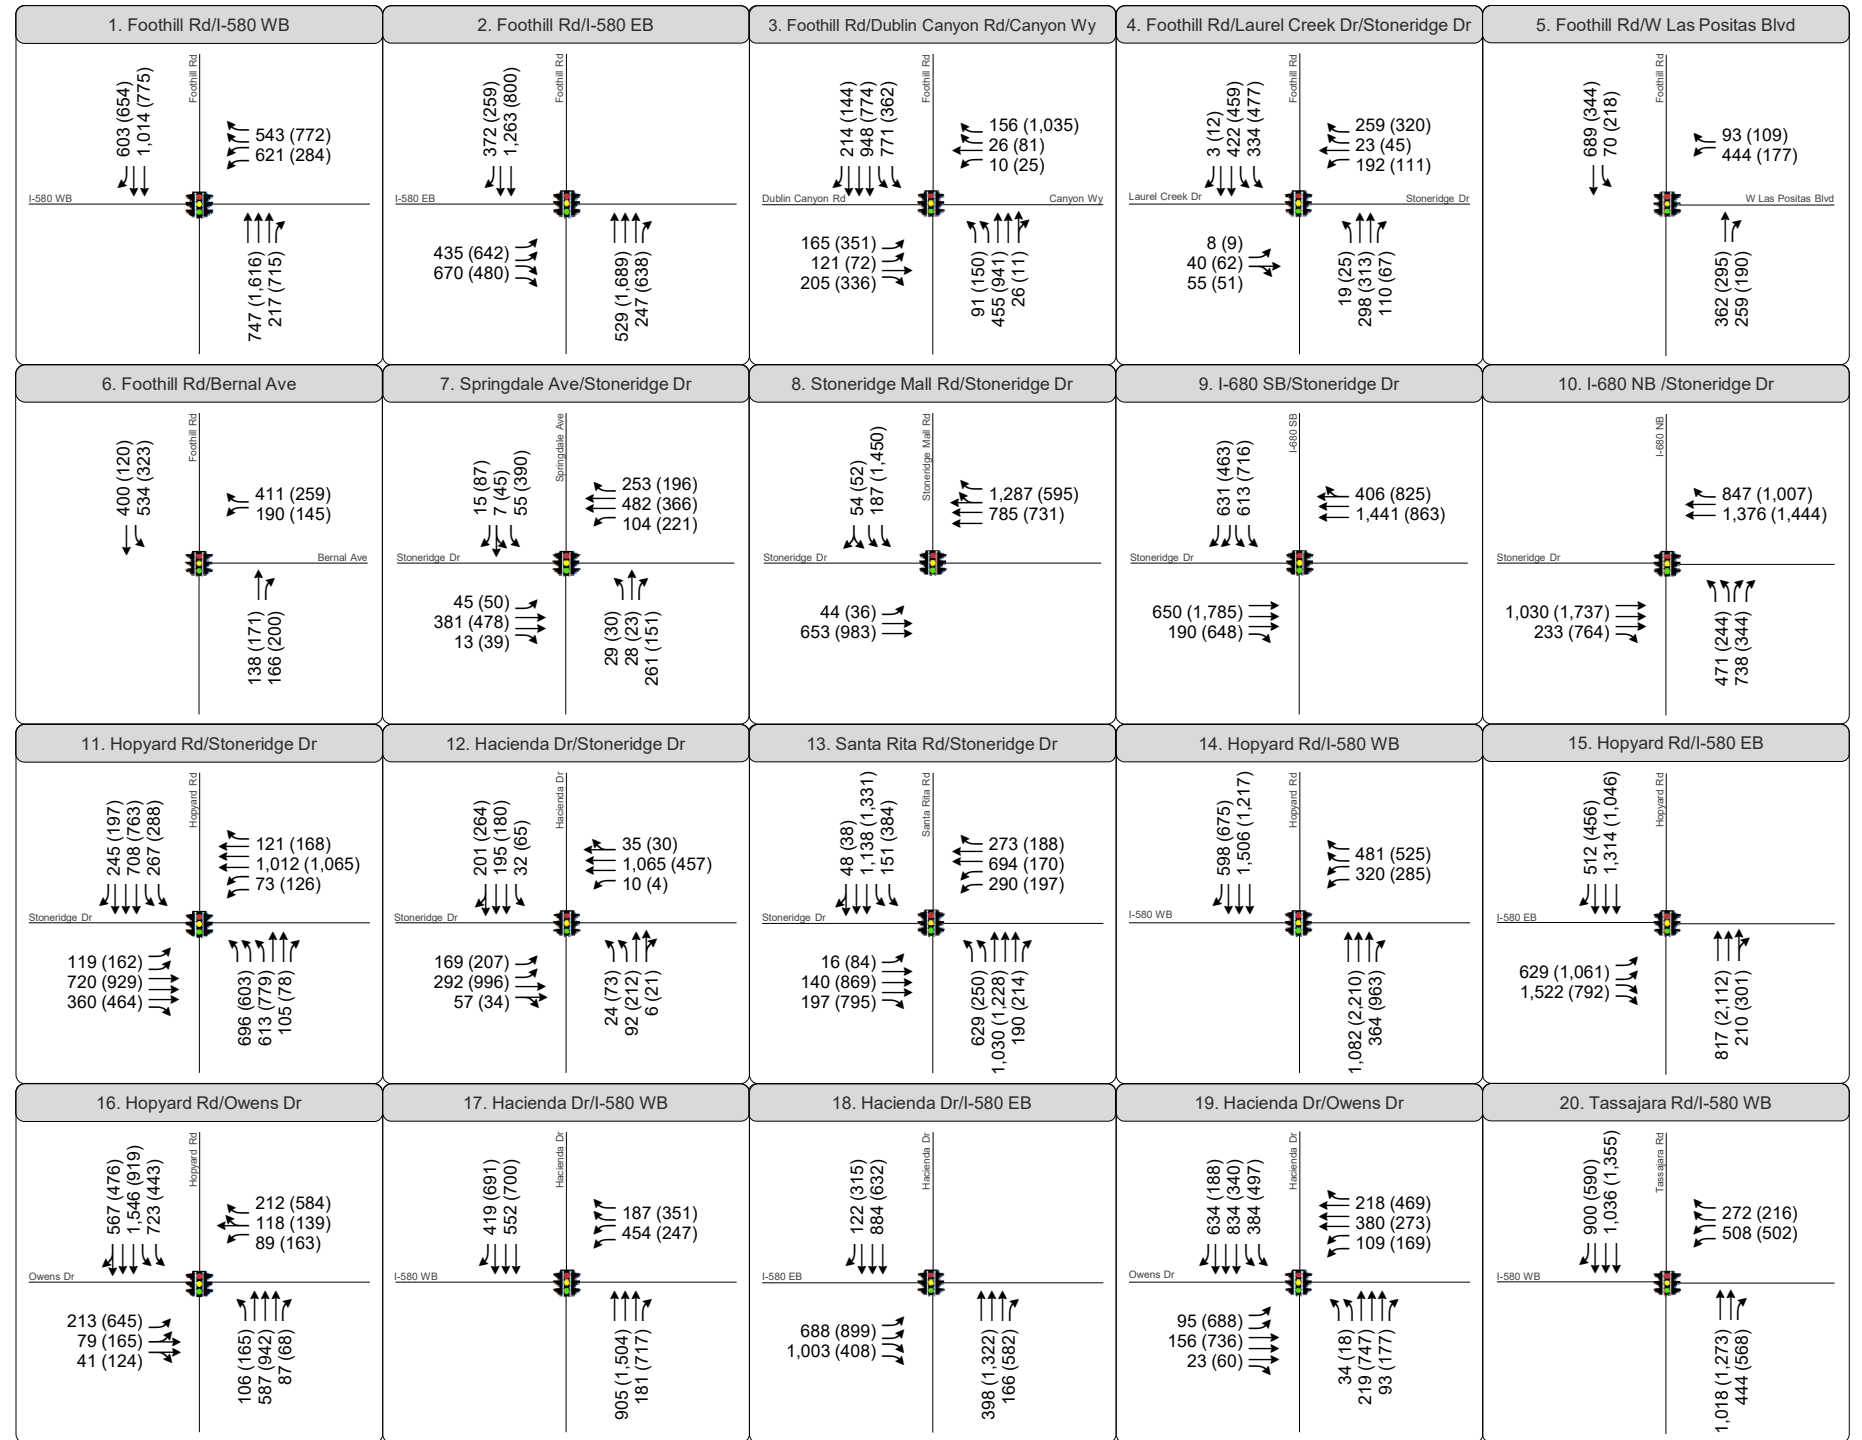 1. Foothill Rd/I-580 WB
603 (654)
1,014 (775)
Foothill Rd
543 (772)
621 (284)
I-580 WB
747 (1,616)
217 (715)
2. Foothill Rd/I-580 EB
372 (259)
1,263 (800)
Foothill Rd
I-580 EB
435 (642)
670 (480)
529 (1,689)
247 (638)
3. Foothill Rd/Dublin Canyon Rd/Canyon Wy
214 (144)
948 (774)
771 (362)
Foothill Rd
156 (1,035)
26 (81)
10 (25)
Dublin Canyon Rd
Canyon Wy
165 (351)
121 (72)
205 (336)
91 (150)
455 (941)
26 (11)
4. Foothill Rd/Laurel Creek Dr/Stoneridge Dr
3 (12)
422 (459)
334 (477)
Foothill Rd
259 (320)
23 (45)
192 (111)
Laurel Creek Dr
Stoneridge Dr
8 (9)
40 (62)
55 (51)
19 (25)
298 (313)
110 (67)
5. Foothill Rd/W Las Positas Blvd
689 (344)
70 (218)
Foothill Rd
93 (109)
444 (177)
W Las Positas Blvd
362 (295)
259 (190)
6. Foothill Rd/Bernal Ave
400 (120)
534 (323)
Foothill Rd
411 (259)
190 (145)
Bernal Ave
138 (171)
166 (200)
7. Springdale Ave/Stoneridge Dr
15 (87)
7 (45)
55 (390)
Springdale Ave
253 (196)
482 (366)
104 (221)
Stoneridge Dr
45 (50)
381 (478)
13 (39)
29 (30)
28 (23)
261 (151)
8. Stoneridge Mall Rd/Stoneridge Dr
54 (52)
187 (1,450)
Stoneridge Mall Rd
1,287 (595)
785 (731)
Stoneridge Dr
44 (36)
653 (983)
9. I-680 SB/Stoneridge Dr
631 (463)
613 (716)
I-680 SB
406 (825)
1,441 (863)
Stoneridge Dr
650 (1,785)
190 (648)
10. I-680 NB /Stoneridge Dr
I-680 NB
847 (1,007)
1,376 (1,444)
Stoneridge Dr
1,030 (1,737)
233 (764)
471 (244)
738 (344)
11. Hopyard Rd/Stoneridge Dr
245 (197)
708 (763)
267 (288)
Hopyard Rd
121 (168)
1,012 (1,065)
73 (126)
Stoneridge Dr
119 (162)
720 (929)
360 (464)
696 (603)
613 (779)
105 (78)
12. Hacienda Dr/Stoneridge Dr
201 (264)
195 (180)
32 (65)
Hacienda Dr
35 (30)
1,065 (457)
10 (4)
Stoneridge Dr
169 (207)
292 (996)
57 (34)
24 (73)
92 (212)
6 (21)
13. Santa Rita Rd/Stoneridge Dr
48 (38)
1,138 (1,331)
151 (384)
Santa Rita Rd
273 (188)
694 (170)
290 (197)
Stoneridge Dr
16 (84)
140 (869)
197 (795)
629 (250)
1,030 (1,228)
190 (214)
14. Hopyard Rd/I-580 WB
598 (675)
1,506 (1,217)
Hopyard Rd
481 (525)
320 (285)
I-580 WB
1,082 (2,210)
364 (963)
15. Hopyard Rd/I-580 EB
512 (456)
1,314 (1,046)
Hopyard Rd
I-580 EB
629 (1,061)
1,522 (792)
817 (2,112)
210 (301)
16. Hopyard Rd/Owens Dr
567 (476)
1,546 (919)
723 (443)
Hopyard Rd
212 (584)
118 (139)
89 (163)
Owens Dr
213 (645)
79 (165)
41 (124)
106 (165)
587 (942)
87 (68)
17. Hacienda Dr/I-580 WB
419 (691)
552 (700)
Hacienda Dr
187 (351)
454 (247)
I-580 WB
905 (1,504)
181 (717)
18. Hacienda Dr/I-580 EB
122 (315)
884 (632)
Hacienda Dr
I-580 EB
688 (899)
1,003 (408)
398 (1,322)
166 (582)
19. Hacienda Dr/Owens Dr
634 (188)
834 (340)
384 (497)
Hacienda Dr
218 (469)
380 (273)
109 (169)
Owens Dr
95 (688)
156 (736)
23 (60)
34 (18)
219 (747)
93 (177)
20. Tassajara Rd/I-580 WB
900 (590)
1,036 (1,355)
Tassajara Rd
272 (216)
508 (502)
I-580 WB
1,018 (1,273)
444 (568)